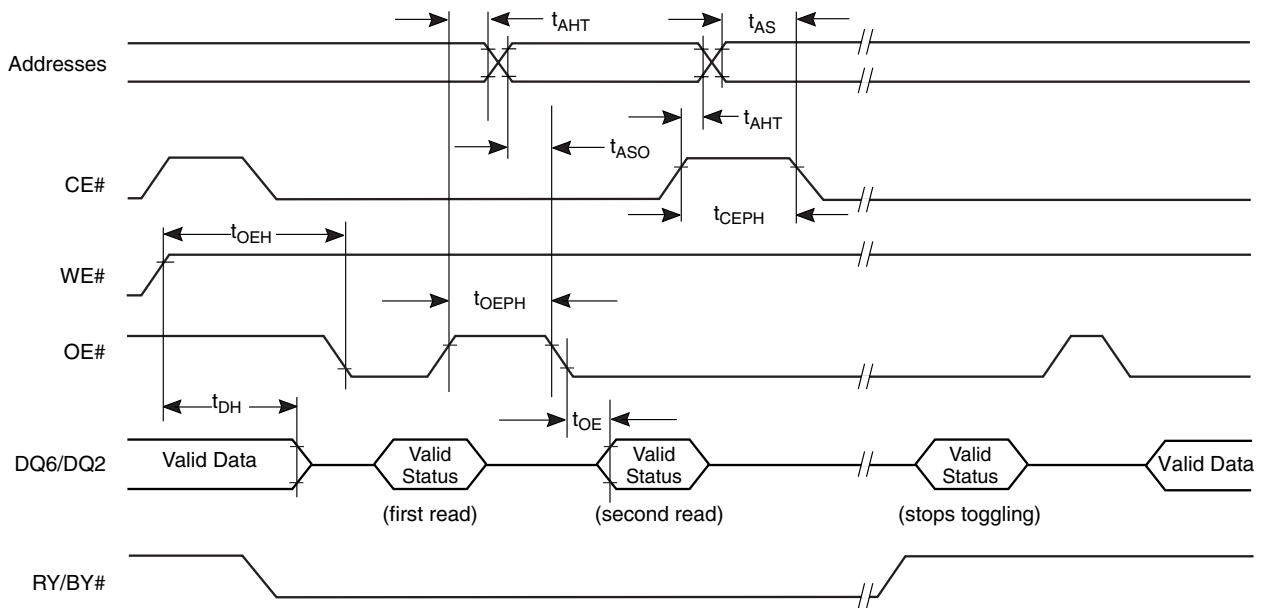 tAHT
tAS
Addresses
tAHT
tASO
CE#
tCEPH
tOEH
WE#
tOEPH
OE#
tDH
tOE
DQ6/DQ2
Valid Data
Valid
Status
Valid
Status
Valid
Status
Valid Data
(first read)
(second read)
(stops toggling)
RY/BY#